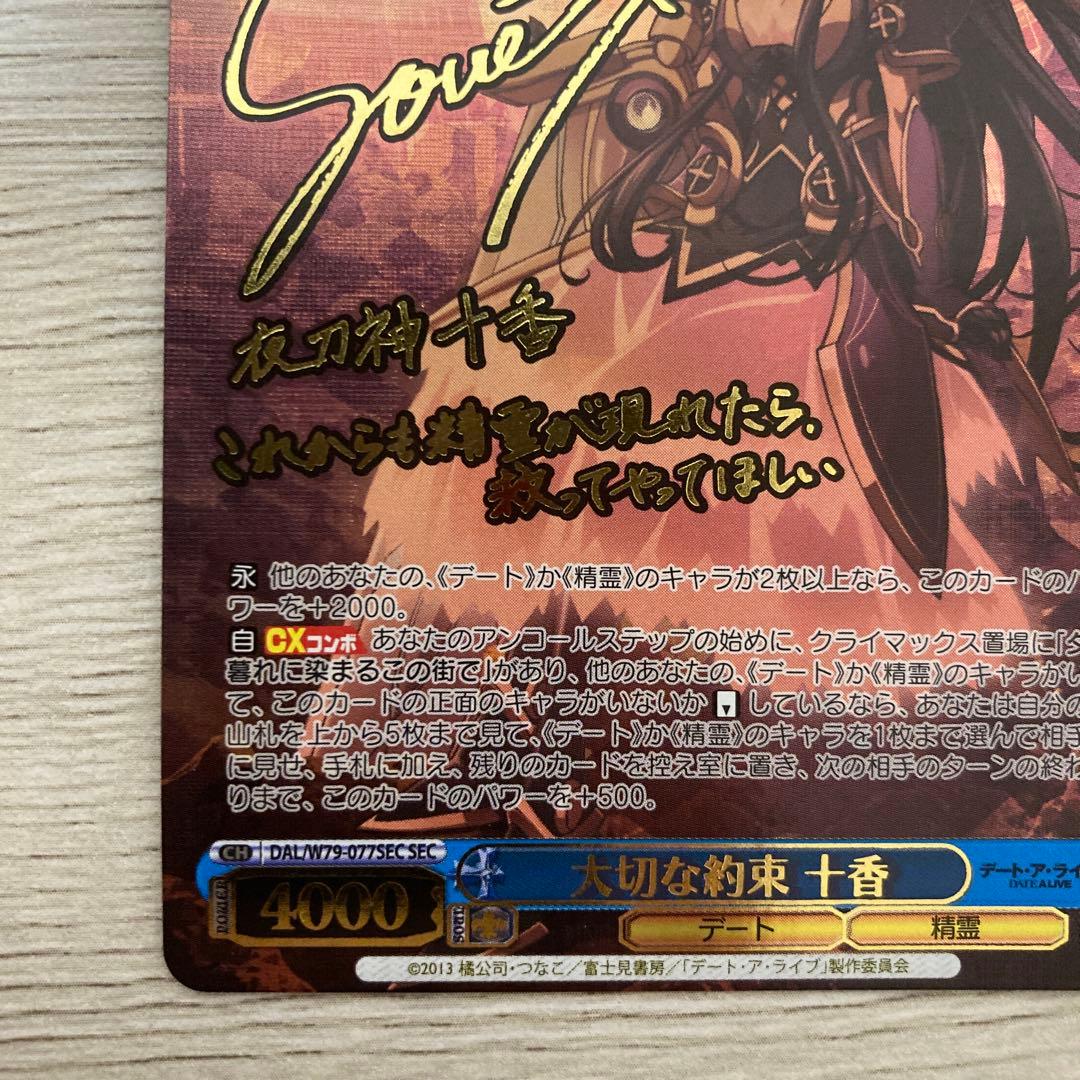 夜刀神十香
これからも精霊が現れたら、
救ってやってほしい
永 他のあなたの、《デート》か《精霊》のキャラが2枚以上なら、このカードのパ
ワーを+2000。
自 CXコンボ あなたのアンコールステップの始めに、クライマックス置場に「夕
暮れに染まるこの街で」があり、他のあなたの、《デート》か《精霊》のキャラがい
て、このカードの正面のキャラがいないか しているなら、あなたは自分の
山札を上から5枚まで見て、《デート》か《精霊》のキャラを1枚まで選んで相手
に見せ、手札に加え、残りのカードを控え室に置き、次の相手のターンの終わ
りまで、このカードのパワーを+500。
CH DAL/W79-077SEC SEC
大切な約束 十香
デート・ア・ライ
DATE A LIVE
POWER 4000 SOUL
デート 精霊
©2013 橘公司・つなこ／富士見書房／「デート・ア・ライブ」製作委員会